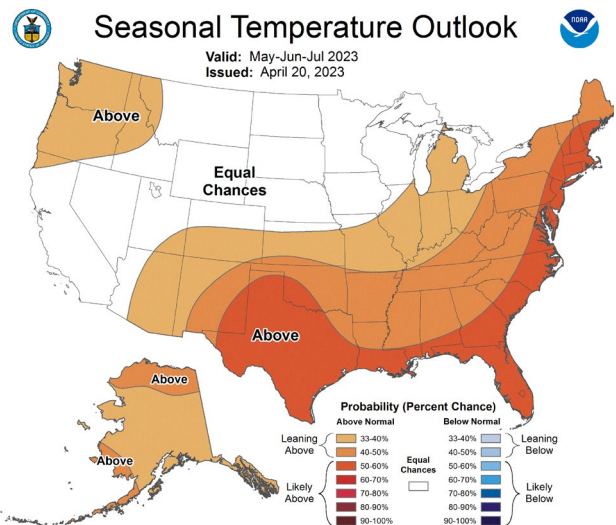 Seasonal Temperature Outlook
NOAA
Valid: May-Jun-Jul 2023
Issued: April 20, 2023
Above
Equal
Chances
Above
Above
Above
Probability (Percent Chance)
Above Normal
Below Normal
Leaning
Above
33-40%
40-50%
Likely
Above
50-60%
60-70%
70-80%
80-90%
90-100%
Equal
Chances
33-40%
40-50%
Leaning
Below
50-60%
60-70%
70-80%
80-90%
90-100%
Likely
Below